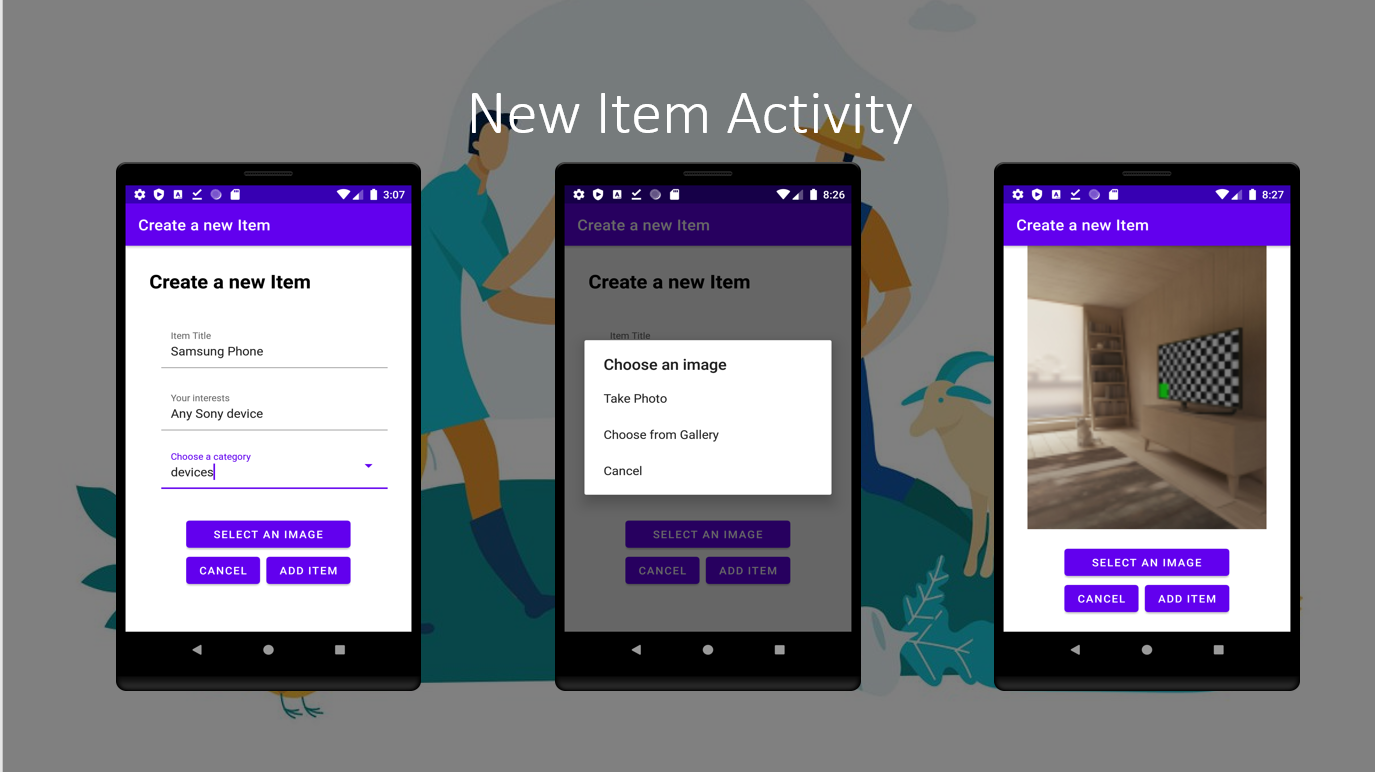 New Item Activity
3:07
Create a new Item
Create a new Item
Item Title
Samsung Phone
Your interests
Any Sony device
Choose a category
devices
SELECT AN IMAGE
CANCEL ADD ITEM
8:26
Create a new Item
Create a new Item
Item Title
Choose an image
Take Photo
Choose from Gallery
Cancel
SELECT AN IMAGE
CANCEL ADD ITEM
8:27
Create a new Item
SELECT AN IMAGE
CANCEL ADD ITEM